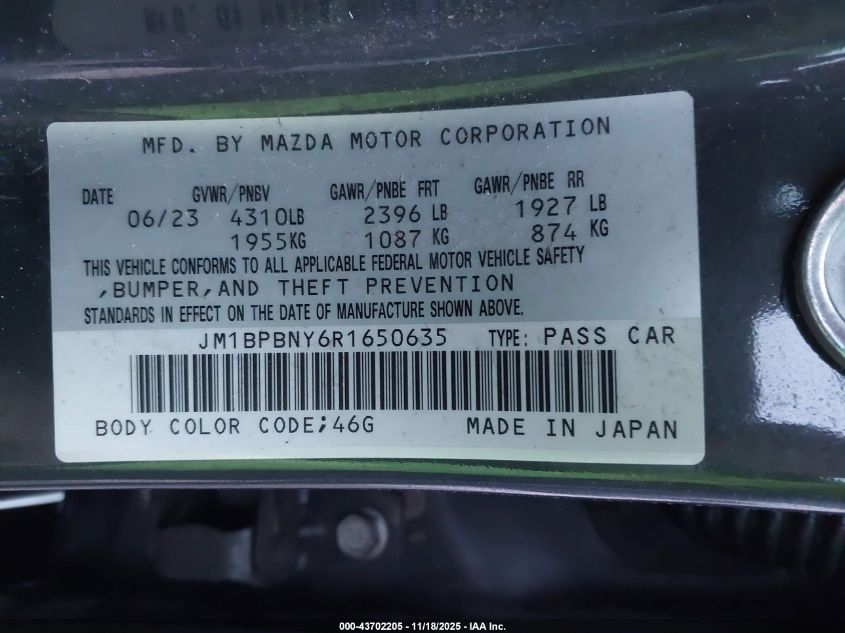 MFD. BY MAZDA MOTOR CORPORATION
DATE GVWR/PNBV GAWR/PNBE FRT GAWR/PNBE RR
06/23 4310LB 2396 LB 1927 LB
1955KG 1087 KG 874 KG
THIS VEHICLE CONFORMS TO ALL APPLICABLE FEDERAL MOTOR VEHICLE SAFETY
,BUMPER,AND THEFT PREVENTION
STANDARDS IN EFFECT ON THE DATE OF MANUFACTURE SHOWN ABOVE.
JM1BPBNY6R1650635 TYPE: PASS CAR
BODY COLOR CODE;46G MADE IN JAPAN
000-43702205 - 11/18/2025 - IAA Inc.